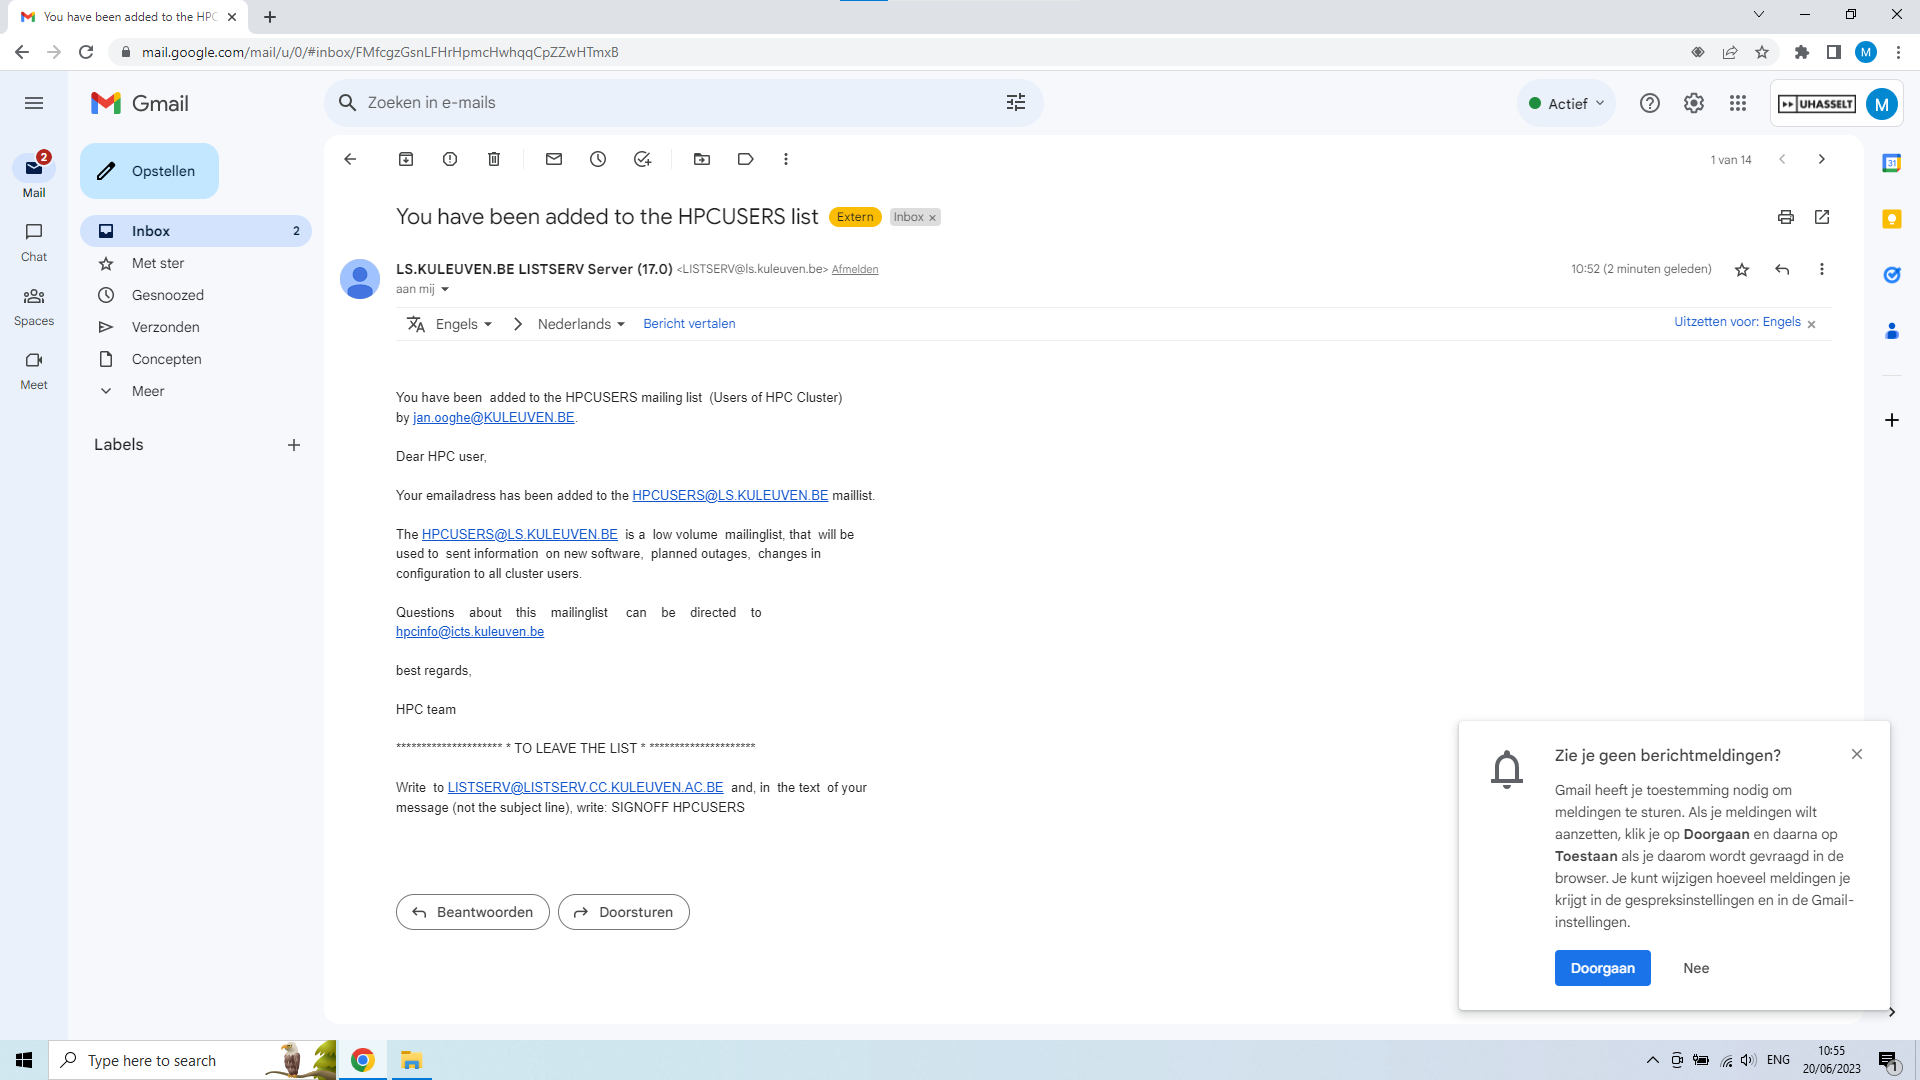 You have been added to the HPC
mail.google.com/mail/u/0/#inbox/FMfcgzGsnLFHrHpmcHwhqqCpZZwHTmxB
M
Gmail
Zoeken in e-mails
Actief
UHASSELT
M
2
Mail
Chat
Spaces
Meet
Opstellen
Inbox 2
Met ster
Gesnoozed
Verzonden
Concepten
Meer
Labels
1 van 14
31
You have been added to the HPCUSERS list Extern Inbox ×
LS.KULEUVEN.BE LISTSERV Server (17.0) <LISTSERV@ls.kuleuven.be> Afmelden
10:52 (2 minuten geleden)
aan mij
Engels > Nederlands Bericht vertalen
Uitzetten voor: Engels ×
You have been added to the HPCUSERS mailing list (Users of HPC Cluster)
by jan.ooghe@KULEUVEN.BE.
Dear HPC user,
Your emailadress has been added to the HPCUSERS@LS.KULEUVEN.BE maillist.
The HPCUSERS@LS.KULEUVEN.BE is a low volume mailinglist, that will be
used to sent information on new software, planned outages, changes in
configuration to all cluster users.
Questions about this mailinglist can be directed to
hpcinfo@icts.kuleuven.be
best regards,
HPC team
********************* * TO LEAVE THE LIST * *********************
Write to LISTSERV@LISTSERV.CC.KULEUVEN.AC.BE and, in the text of your
message (not the subject line), write: SIGNOFF HPCUSERS
Beantwoorden
Doorsturen
Zie je geen berichtmeldingen?
Gmail heeft je toestemming nodig om
meldingen te sturen. Als je meldingen wilt
aanzetten, klik je op Doorgaan en daarna op
Toestaan als je daarom wordt gevraagd in de
browser. Je kunt wijzigen hoeveel meldingen je
krijgt in de gespreksinstellingen en in de Gmail-
instellingen.
Doorgaan
Nee
Type here to search
ENG
10:55
20/06/2023
1